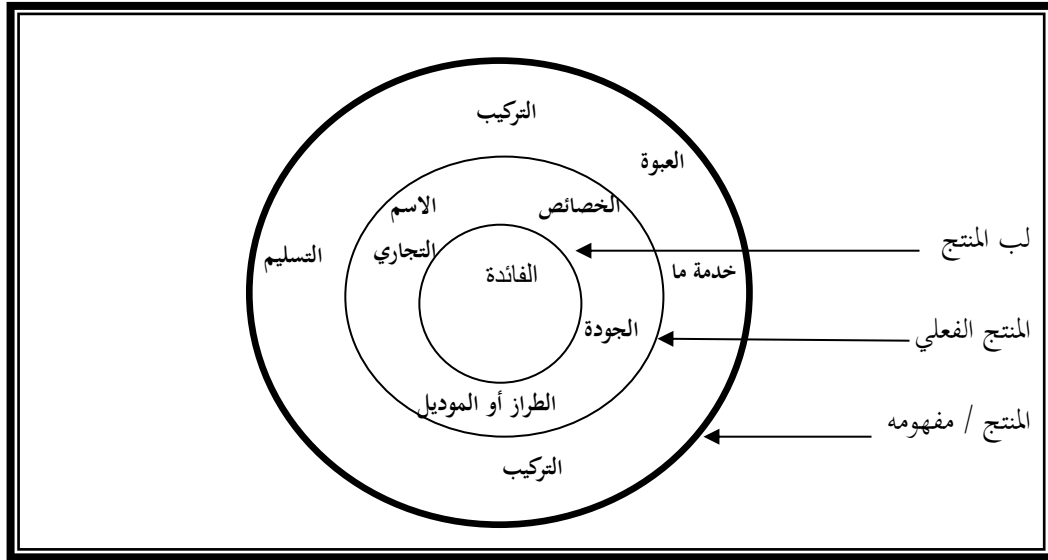 التركيب
العبوة
الخصائص
الاسم
التجاري
لب المنتج
التسليم
خدمة ما
الفائدة
المنتج الفعلي
الجودة
الطراز أو الموديل
المنتج / مفهومه
التركيب